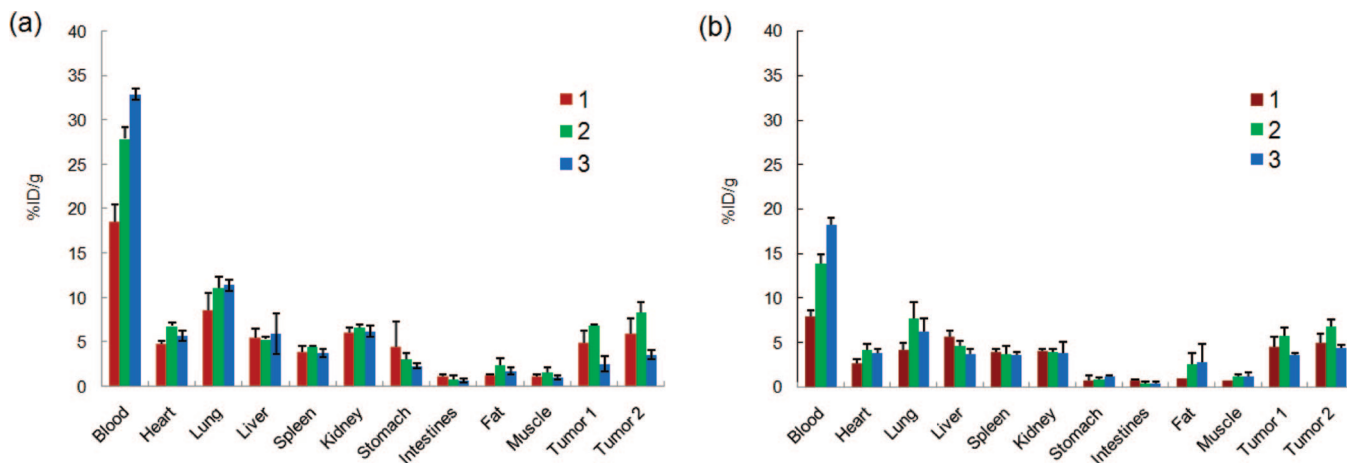 (a)
40
35
30
25
20
15
10
5
0
%ID/g
1
2
3
Blood
Heart
Lung
Liver
Spleen
Kidney
Stomach
Intestines
Fat
Muscle
Tumor 1
Tumor 2
(b)
40
35
30
25
20
15
10
5
0
%ID/g
1
2
3
Blood
Heart
Lung
Liver
Spleen
Kidney
Stomach
Intestines
Fat
Muscle
Tumor 1
Tumor 2